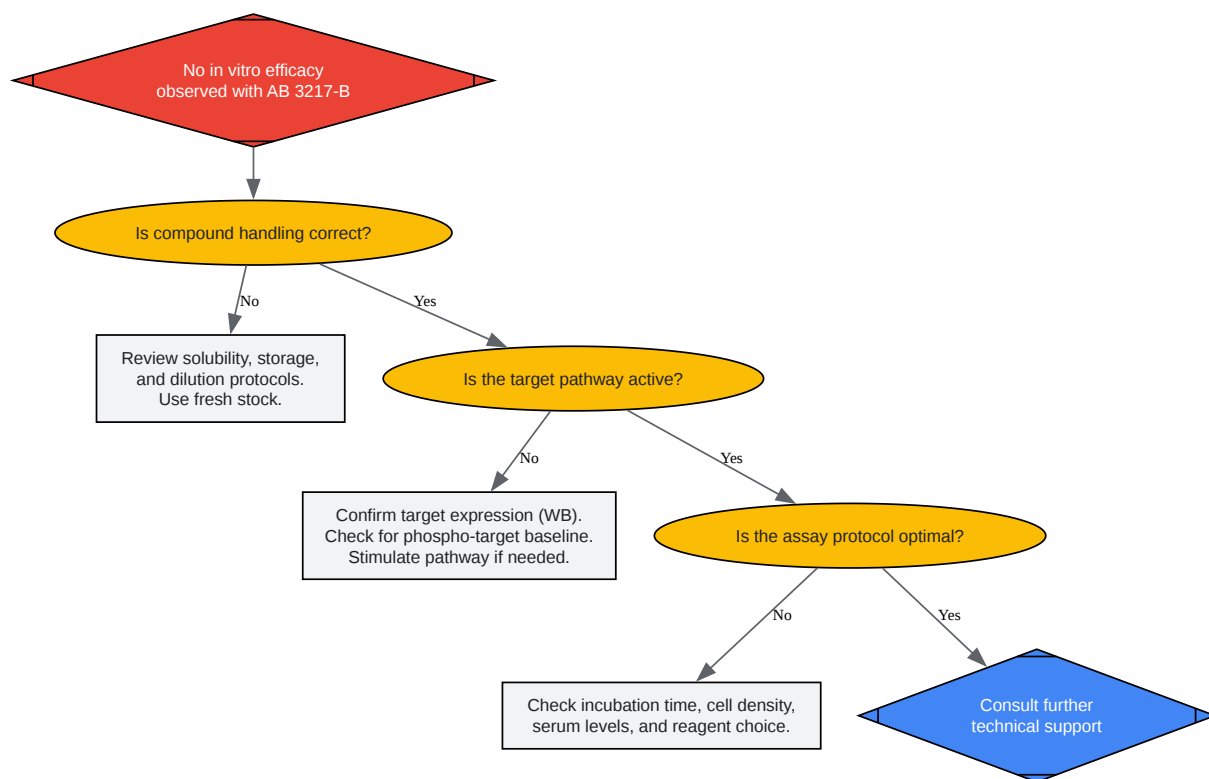 No in vitro efficacy
observed with AB 3217-B
Is compound handling correct?
No
Yes
Review solubility, storage,
and dilution protocols.
Use fresh stock.
Is the target pathway active?
No
Yes
Confirm target expression (WB).
Check for phospho-target baseline.
Stimulate pathway if needed.
Is the assay protocol optimal?
No
Yes
Check incubation time, cell density,
serum levels, and reagent choice.
Consult further
technical support